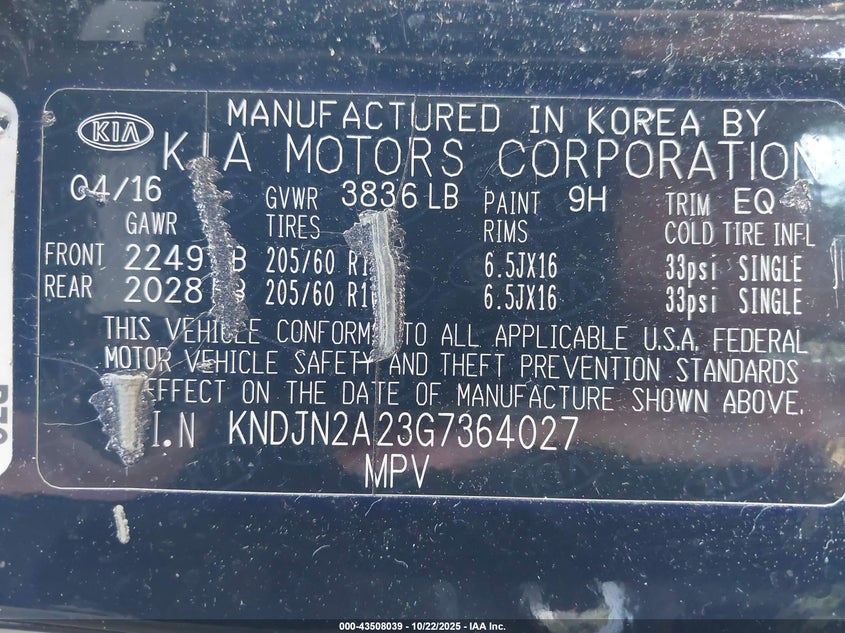 KIA
MANUFACTURED IN KOREA BY
KIA MOTORS CORPORATION
04/16 GVWR 3836 LB PAINT 9H TRIM EQ
GAWR TIRES RIMS COLD TIRE INFL
FRONT 2249 205/60 6.5JX16 33psi SINGLE
REAR 2028 205/60 6.5JX16 33psi SINGLE
THIS VEHICLE CONFORMS TO ALL APPLICABLE U.S.A. FEDERAL
MOTOR VEHICLE SAFETY AND THEFT PREVENTION STANDARDS
EFFECT ON THE DATE OF MANUFACTURE SHOWN ABOVE.
I.N KNDJN2A23G7364027
MPV
000-43508039 - 10/22/2025 - IAA Inc.